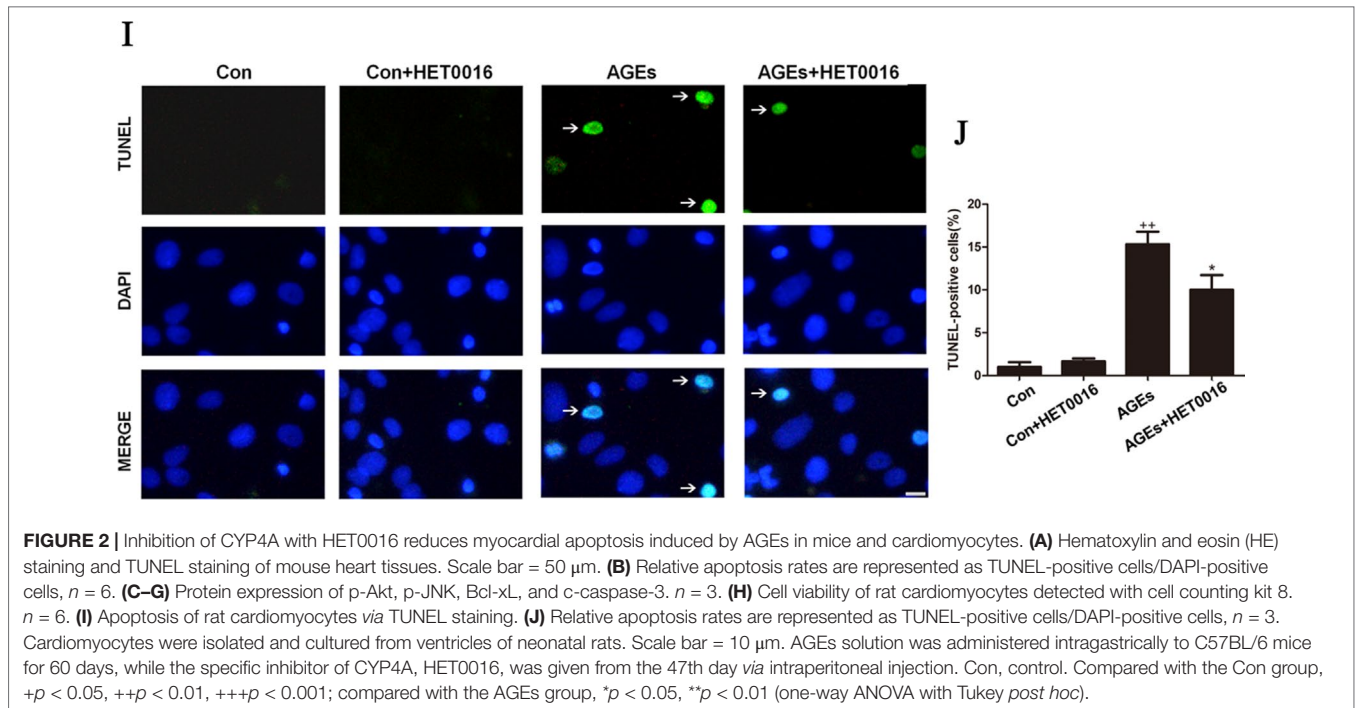 I
Con Con+HET0016 AGEs AGEs+HET0016
TUNEL
DAPI
MERGE
J
TUNEL-positive cells(%)
20
15
10
5
0
++
*
Con
Con+HET0016
AGEs
AGEs+HET0016
FIGURE 2 | Inhibition of CYP4A with HET0016 reduces myocardial apoptosis induced by AGEs in mice and cardiomyocytes. (A) Hematoxylin and eosin (HE)
staining and TUNEL staining of mouse heart tissues. Scale bar = 50 μm. (B) Relative apoptosis rates are represented as TUNEL-positive cells/DAPI-positive
cells, n = 6. (C–G) Protein expression of p-Akt, p-JNK, Bcl-xL, and c-caspase-3. n = 3. (H) Cell viability of rat cardiomyocytes detected with cell counting kit 8.
n = 6. (I) Apoptosis of rat cardiomyocytes via TUNEL staining. (J) Relative apoptosis rates are represented as TUNEL-positive cells/DAPI-positive cells, n = 3.
Cardiomyocytes were isolated and cultured from ventricles of neonatal rats. Scale bar = 10 μm. AGEs solution was administered intragastrically to C57BL/6 mice
for 60 days, while the specific inhibitor of CYP4A, HET0016, was given from the 47th day via intraperitoneal injection. Con, control. Compared with the Con group,
+p < 0.05, ++p < 0.01, +++p < 0.001; compared with the AGEs group, *p < 0.05, **p < 0.01 (one-way ANOVA with Tukey post hoc).